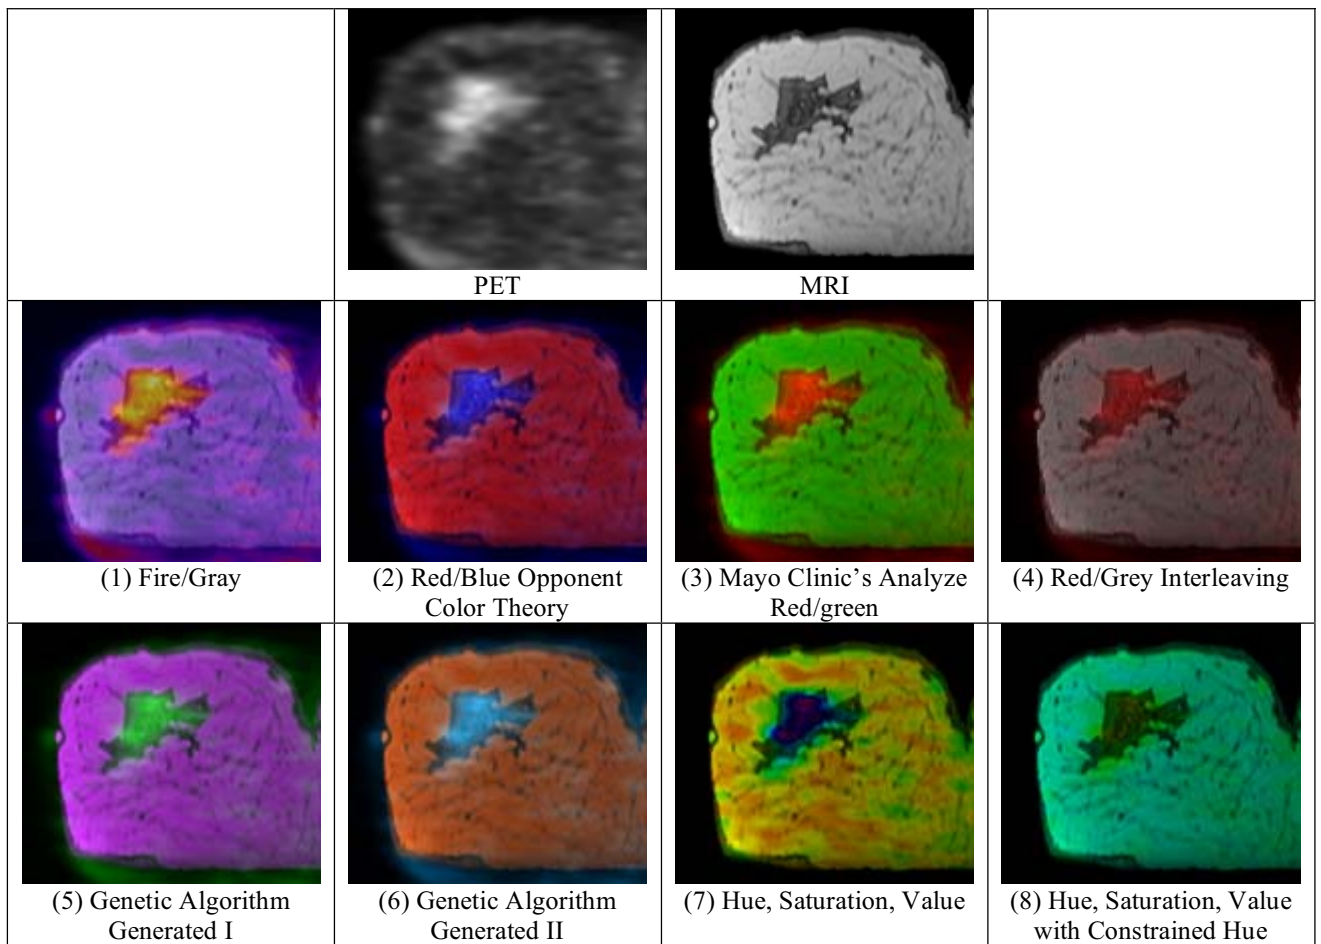 PET
MRI
(1) Fire/Gray
(2) Red/Blue Opponent
Color Theory
(3) Mayo Clinic’s Analyze
Red/green
(4) Red/Grey Interleaving
(5) Genetic Algorithm
Generated I
(6) Genetic Algorithm
Generated II
(7) Hue, Saturation, Value
(8) Hue, Saturation, Value
with Constrained Hue